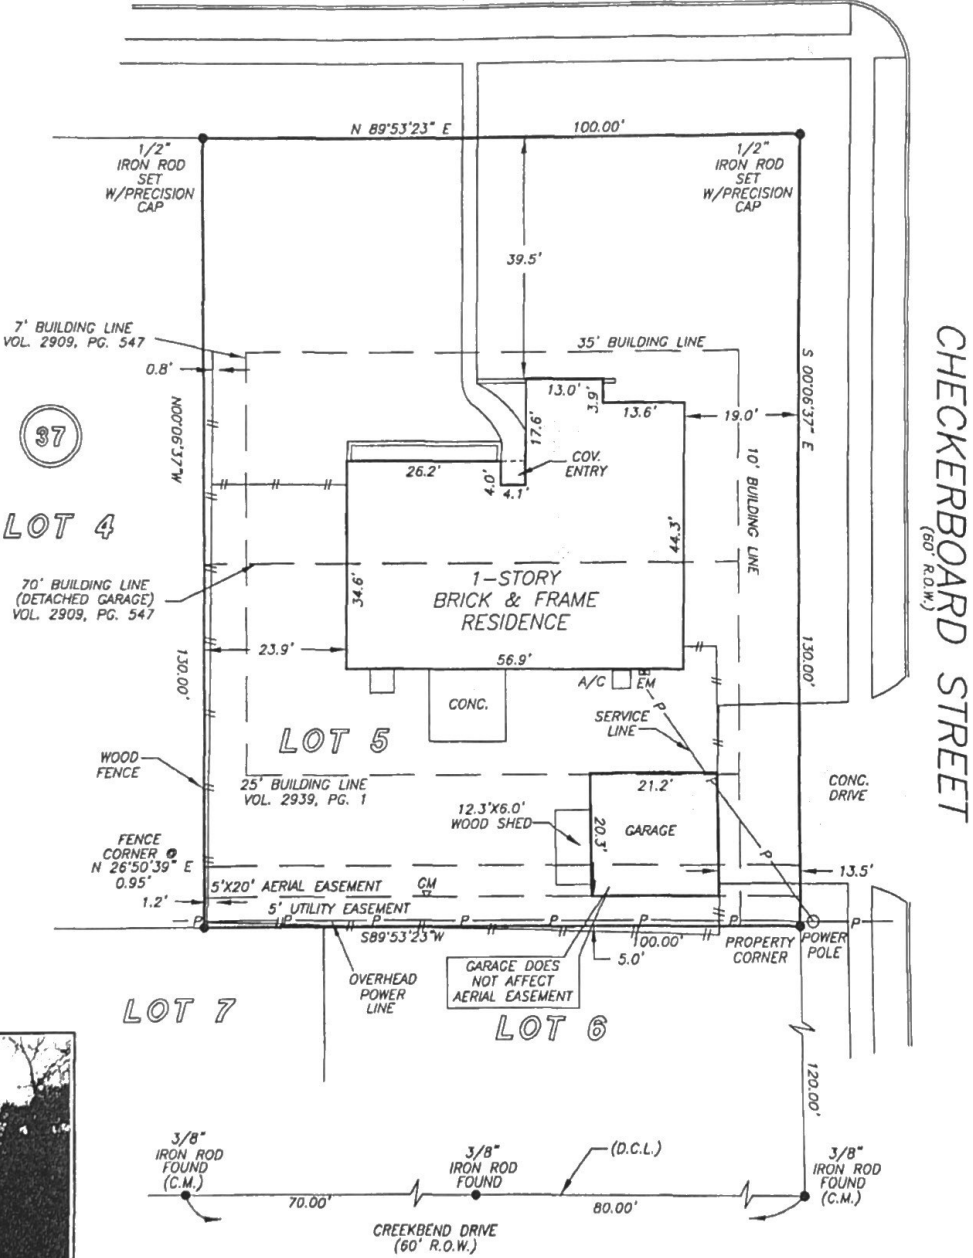 N 89°53'23" E
100.00'
1/2"
IRON ROD
SET
W/PRECISION
CAP
1/2"
IRON ROD
SET
W/PRECISION
CAP
39.5'
7' BUILDING LINE
VOL. 2909, PG. 547
0.8'
35' BUILDING LINE
S 00°06'37" E
CHECKERBOARD STREET
(60' R.O.W.)
37
N00°06'37"W
13.0'
3.9'
13.6'
19.0'
17.6'
26.2'
4.0'
4.1'
COV.
ENTRY
10' BUILDING LINE
LOT 4
44.3'
70' BUILDING LINE
(DETACHED GARAGE)
VOL. 2909, PG. 547
34.6'
1-STORY
BRICK & FRAME
RESIDENCE
23.9'
56.9'
130.00'
130.00'
A/C
EM
CONC.
P
SERVICE
LINE
LOT 5
WOOD
FENCE
25' BUILDING LINE
VOL. 2939, PG. 1
21.2'
CONC.
DRIVE
P
12.3'X6.0'
WOOD SHED
20.3'
GARAGE
P
FENCE
CORNER
N 26°50'39" E
0.95'
13.5'
5'X20' AERIAL EASEMENT
GM
1.2'
5' UTILITY EASEMENT
P P P P P P P P
S89°53'23"W
100.00'
5.0'
PROPERTY
CORNER
POWER
POLE
OVERHEAD
POWER
LINE
GARAGE DOES
NOT AFFECT
AERIAL EASEMENT
LOT 7
LOT 6
120.00'
3/8"
IRON ROD
FOUND
(C.M.)
3/8"
IRON ROD
FOUND
(D.C.L.)
3/8"
IRON ROD
FOUND
(C.M.)
70.00'
80.00'
CREEKBEND DRIVE
(60' R.O.W.)